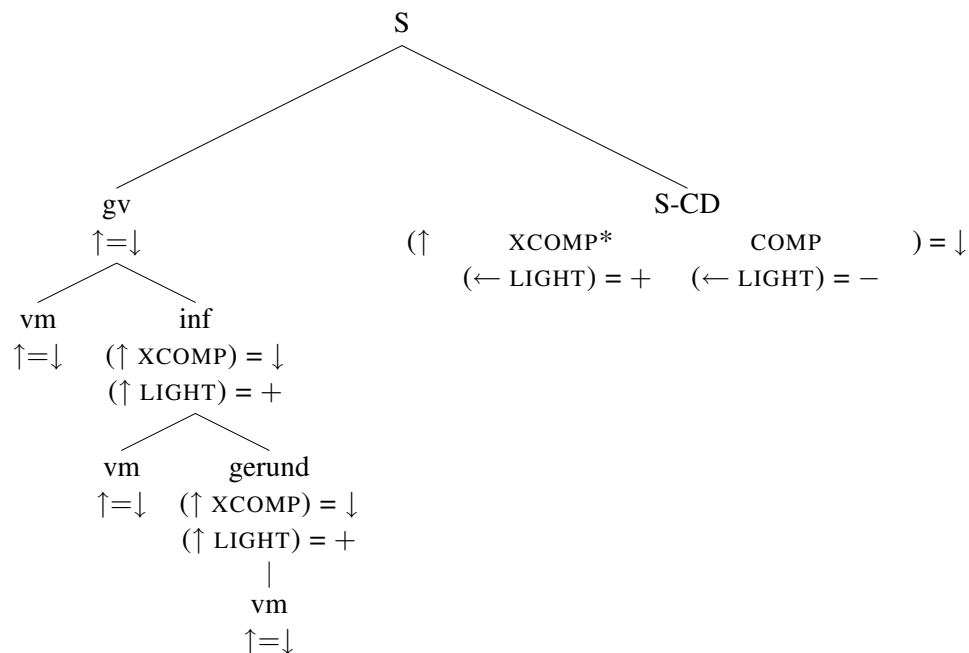 S
gv S-CD
↑=↓ (↑ XCOMP* COMP ) = ↓
(← LIGHT) = + (← LIGHT) = −
vm inf
↑=↓ (↑ XCOMP) = ↓
(↑ LIGHT) = +
vm gerund
↑=↓ (↑ XCOMP) = ↓
(↑ LIGHT) = +
vm
↑=↓